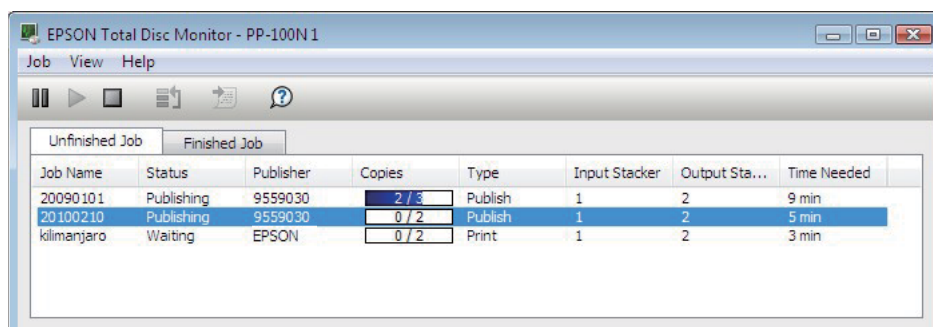 EPSON Total Disc Monitor - PP-100N 1
Job View Help
Unfinished Job Finished Job
Job Name Status Publisher Copies Type Input Stacker Output Sta... Time Needed
20090101 Publishing 9559030 2 / 3 Publish 1 2 9 min
20100210 Publishing 9559030 0 / 2 Publish 1 2 5 min
kilimanjaro Waiting EPSON 0 / 2 Print 1 2 3 min